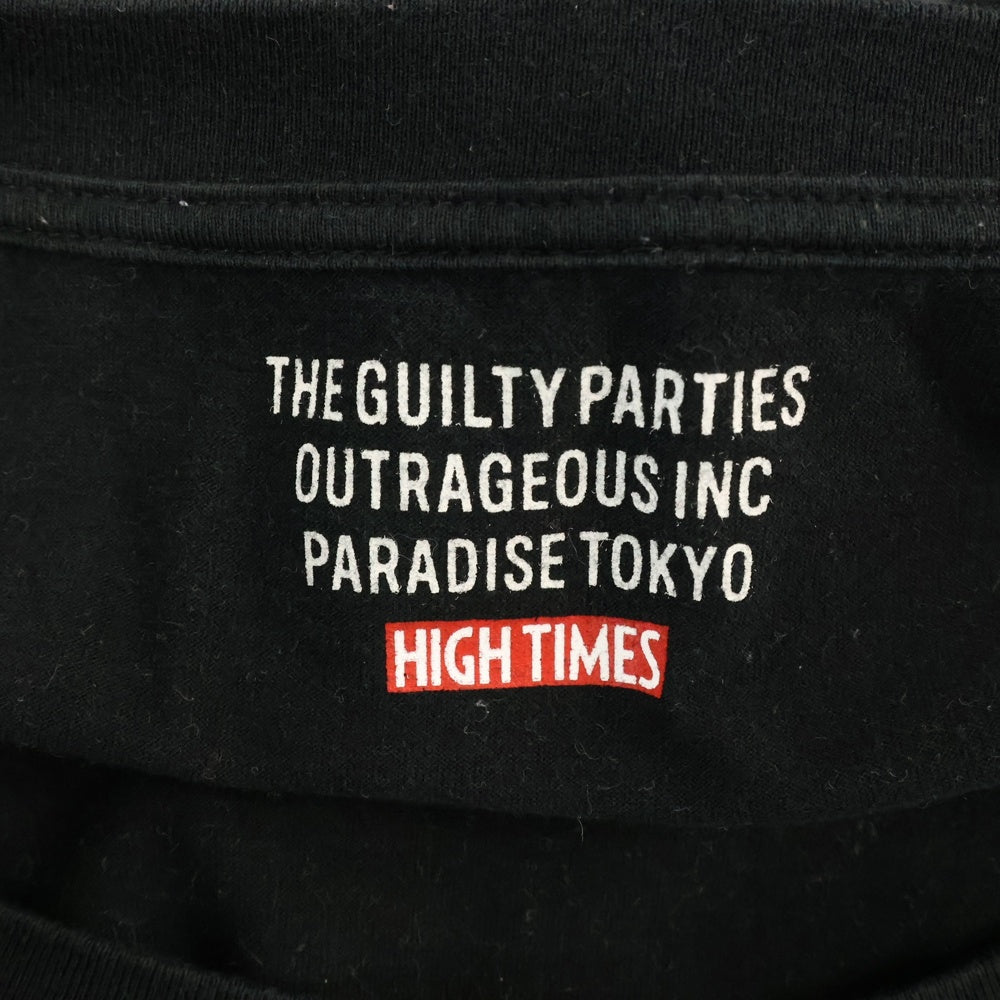 THE GUILTY PARTIES
OUTRAGEOUS INC
PARADISE TOKYO
HIGH TIMES